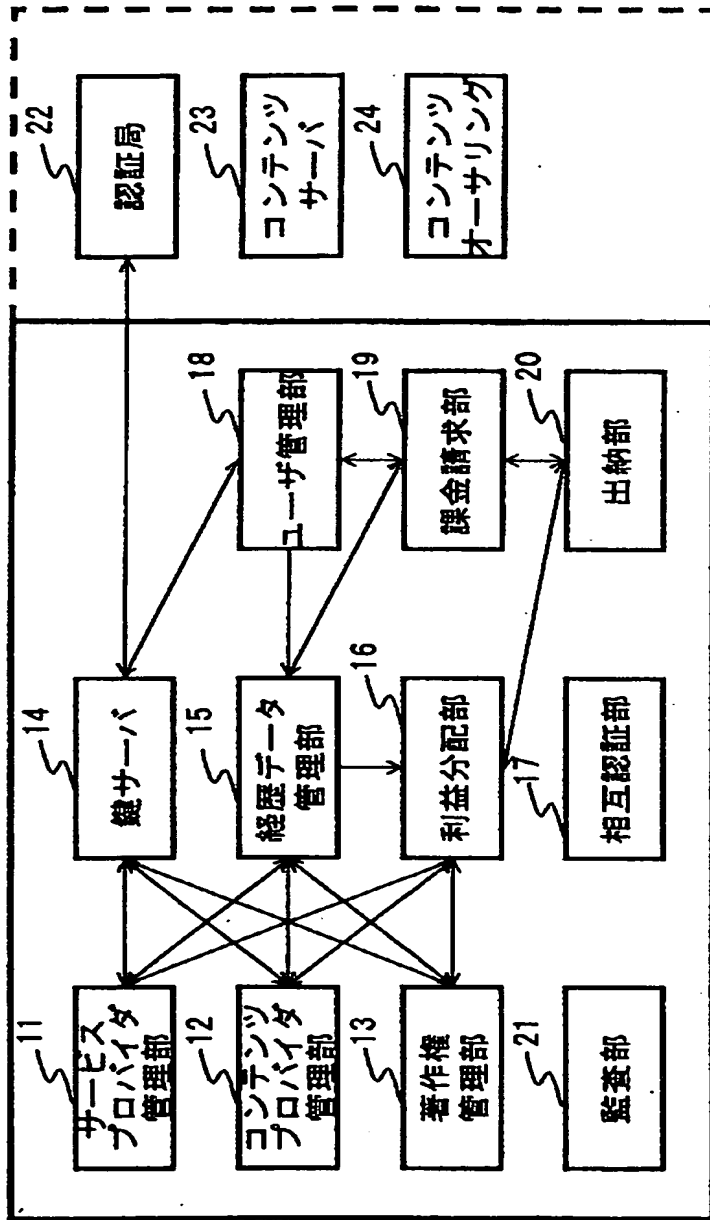 11
サービス
プロバイダ
管理部
12
コンテンツ
プロバイダ
管理部
13
著作権
管理部
21
監査部
14
鍵サーバ
15
経歴データ
管理部
16
利益分配部
17
相互認証部
18
ユーザ管理部
19
課金請求部
20
出納部
22
認証局
23
コンテンツ
サーバ
24
コンテンツ
オーサリング